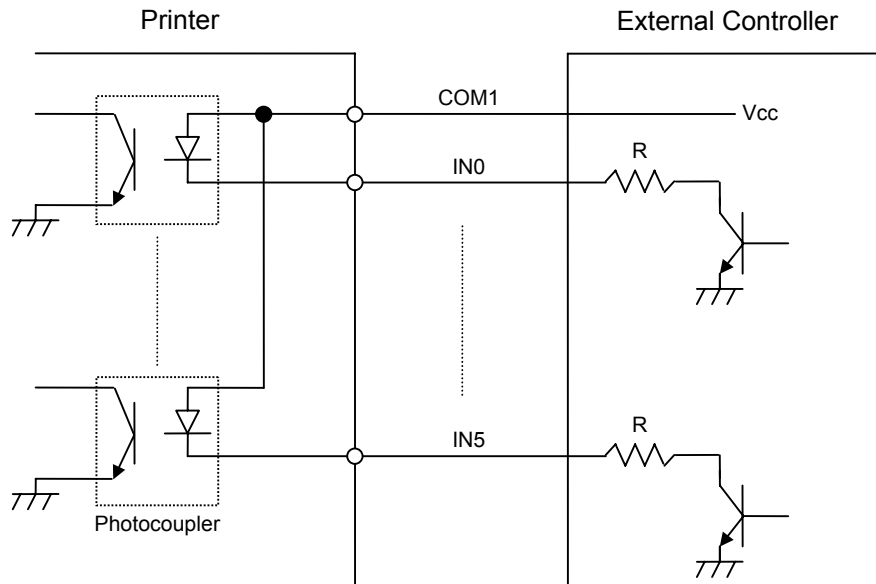 Printer
External Controller
COM1
Vcc
R
IN0
R
IN5
Photocoupler